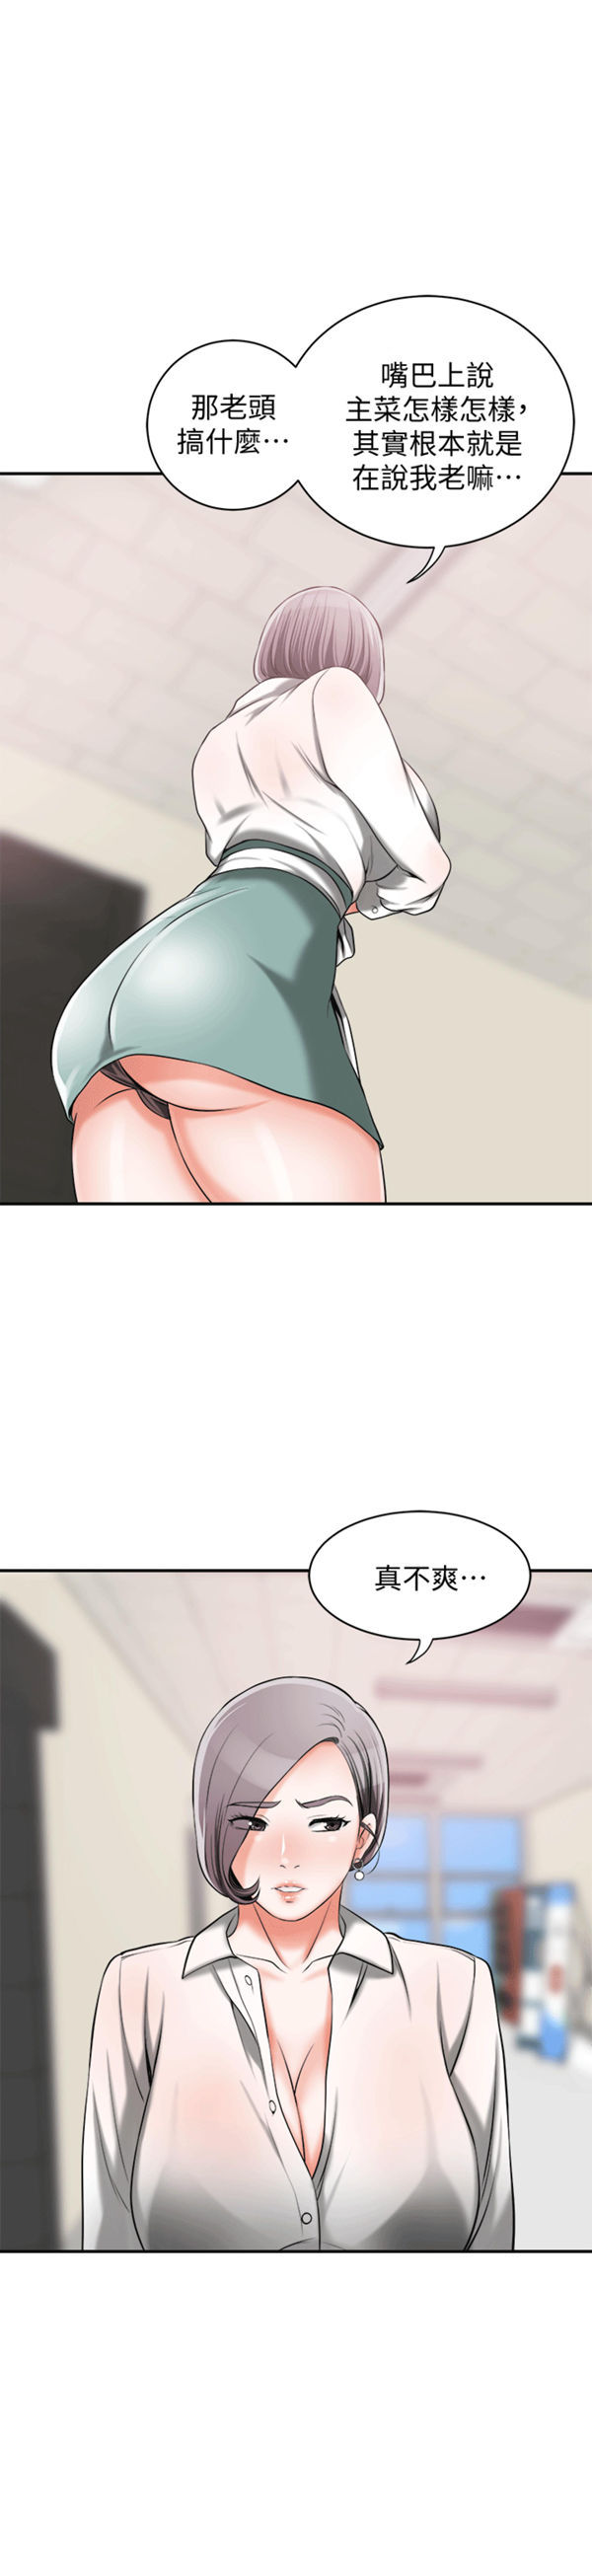 那老頭
搞什麼⋯
嘴巴上說
主菜怎樣怎樣，
其實根本就是
在說我老嘛⋯
真不爽⋯